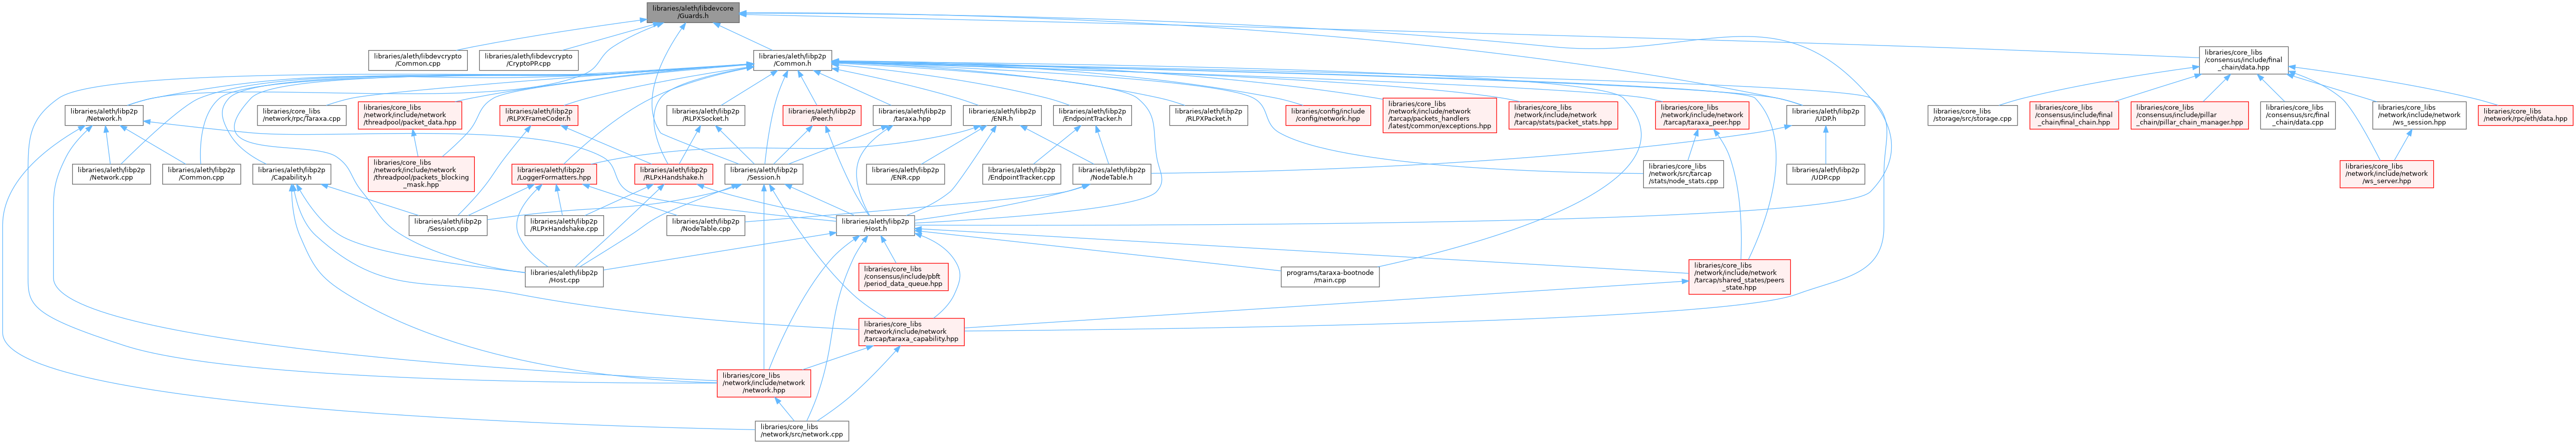 libraries/aleth/libdevcore
/Guards.h
libraries/aleth/libdevcrypto
/Common.cpp
libraries/aleth/libdevcrypto
/CryptoPP.cpp
libraries/aleth/libp2p
/Common.h
libraries/core_libs
/consensus/include/final
_chain/data.hpp
libraries/aleth/libp2p
/Network.h
libraries/core_libs
/network/rpc/Taraxa.cpp
libraries/core_libs
/network/include/network
/threadpool/packet_data.hpp
libraries/aleth/libp2p
/RLPXFrameCoder.h
libraries/aleth/libp2p
/RLPXSocket.h
libraries/aleth/libp2p
/Peer.h
libraries/aleth/libp2p
/taraxa.hpp
libraries/aleth/libp2p
/ENR.h
libraries/aleth/libp2p
/EndpointTracker.h
libraries/aleth/libp2p
/RLPXPacket.h
libraries/config/include
/config/network.hpp
libraries/core_libs
/network/include/network
/tarcap/packets_handlers
/latest/common/exceptions.hpp
libraries/core_libs
/network/include/network
/tarcap/stats/packet_stats.hpp
libraries/core_libs
/network/include/network
/tarcap/taraxa_peer.hpp
libraries/aleth/libp2p
/UDP.h
libraries/core_libs
/storage/src/storage.cpp
libraries/core_libs
/consensus/include/final
_chain/final_chain.hpp
libraries/core_libs
/consensus/include/pillar
_chain/pillar_chain_manager.hpp
libraries/core_libs
/consensus/src/final
_chain/data.cpp
libraries/core_libs
/network/include/network
/ws_session.hpp
libraries/core_libs
/network/rpc/eth/data.hpp
libraries/aleth/libp2p
/Network.cpp
libraries/aleth/libp2p
/Common.cpp
libraries/aleth/libp2p
/Capability.h
libraries/core_libs
/network/include/network
/threadpool/packets_blocking
_mask.hpp
libraries/aleth/libp2p
/LoggerFormatters.hpp
libraries/aleth/libp2p
/RLPxHandshake.h
libraries/aleth/libp2p
/Session.h
libraries/aleth/libp2p
/ENR.cpp
libraries/aleth/libp2p
/EndpointTracker.cpp
libraries/aleth/libp2p
/NodeTable.h
libraries/core_libs
/network/src/tarcap
/stats/node_stats.cpp
libraries/aleth/libp2p
/UDP.cpp
libraries/core_libs
/network/include/network
/ws_server.hpp
libraries/aleth/libp2p
/Session.cpp
libraries/aleth/libp2p
/RLPxHandshake.cpp
libraries/aleth/libp2p
/NodeTable.cpp
libraries/aleth/libp2p
/Host.h
libraries/aleth/libp2p
/Host.cpp
libraries/core_libs
/consensus/include/pbft
/period_data_queue.hpp
programs/taraxa-bootnode
/main.cpp
libraries/core_libs
/network/include/network
/tarcap/shared_states/peers
_state.hpp
libraries/core_libs
/network/include/network
/tarcap/taraxa_capability.hpp
libraries/core_libs
/network/include/network
/network.hpp
libraries/core_libs
/network/src/network.cpp